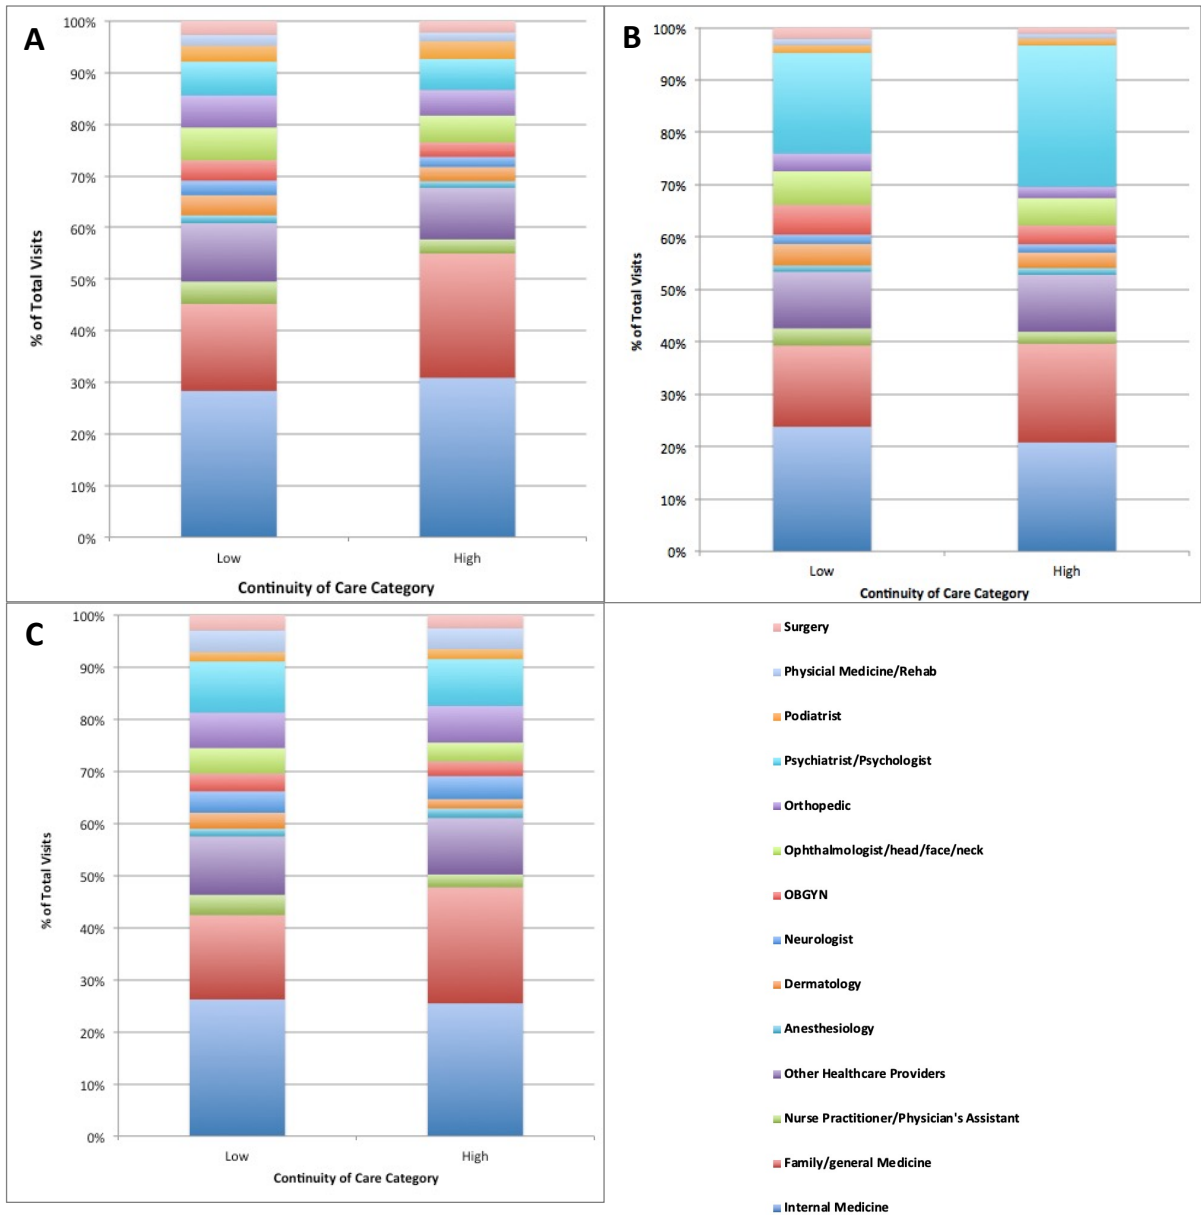 A
100%
90%
80%
70%
60%
50%
40%
30%
20%
10%
0%
% of Total Visits
Low
High
Continuity of Care Category
B
100%
90%
80%
70%
60%
50%
40%
30%
20%
10%
0%
% of Total Visits
Low
High
Continuity of Care Category
C
100%
90%
80%
70%
60%
50%
40%
30%
20%
10%
0%
% of Total Visits
Low
High
Continuity of Care Category
Surgery
Physicial Medicine/Rehab
Podiatrist
Psychiatrist/Psychologist
Orthopedic
Ophthalmologist/head/face/neck
OBGYN
Neurologist
Dermatology
Anesthesiology
Other Healthcare Providers
Nurse Practitioner/Physician's Assistant
Family/general Medicine
Internal Medicine